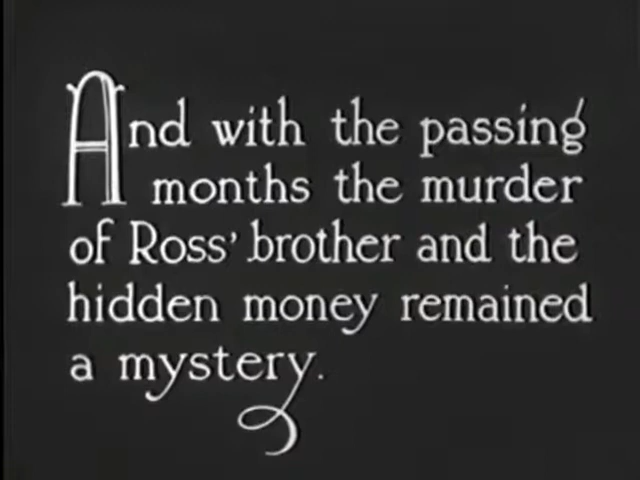 And with the passing
months the murder
of Ross' brother and the
hidden money remained
a mystery.